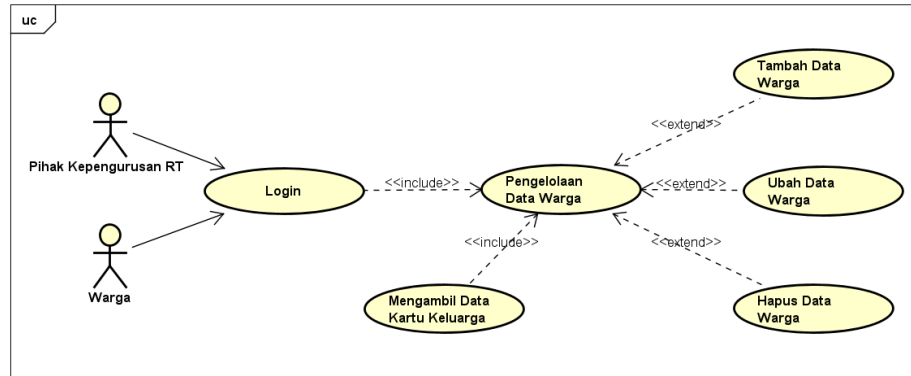 uc
Tambah Data
Warga
<<extend>>
Pihak Kepengurusan RT
Login
<<include>>
Pengelolaan
Data Warga
<<extend>>
Ubah Data
Warga
<<include>>
<<extend>>
Warga
Mengambil Data
Kartu Keluarga
Hapus Data
Warga